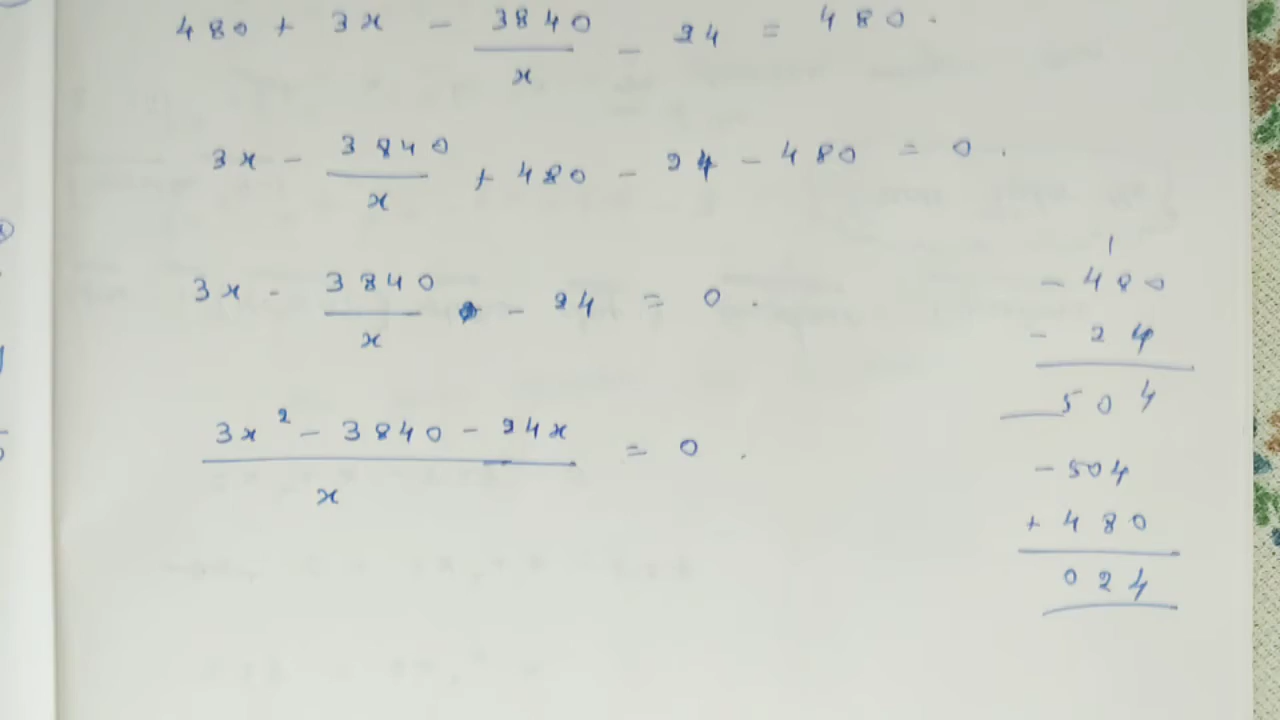 480 + 3x - 3840/x - 24 = 480.
3x - 3840/x + 480 - 24 - 480 = 0.
3x - 3840/x - 24 = 0.
3x² - 3840 - 24x / x = 0.
1
- 480
- 24
504
- 504
+ 480
024